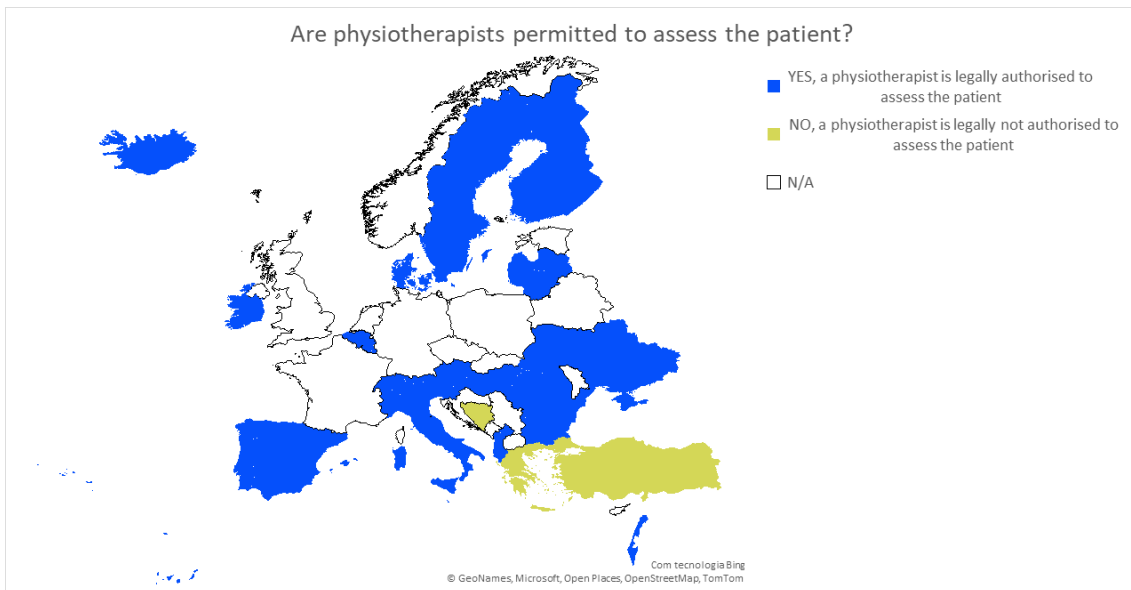 Are physiotherapists permitted to assess the patient?
YES, a physiotherapist is legally authorised to
assess the patient
NO, a physiotherapist is legally not authorised to
assess the patient
N/A
Com tecnologia Bing
© GeoNames, Microsoft, Open Places, OpenStreetMap, TomTom